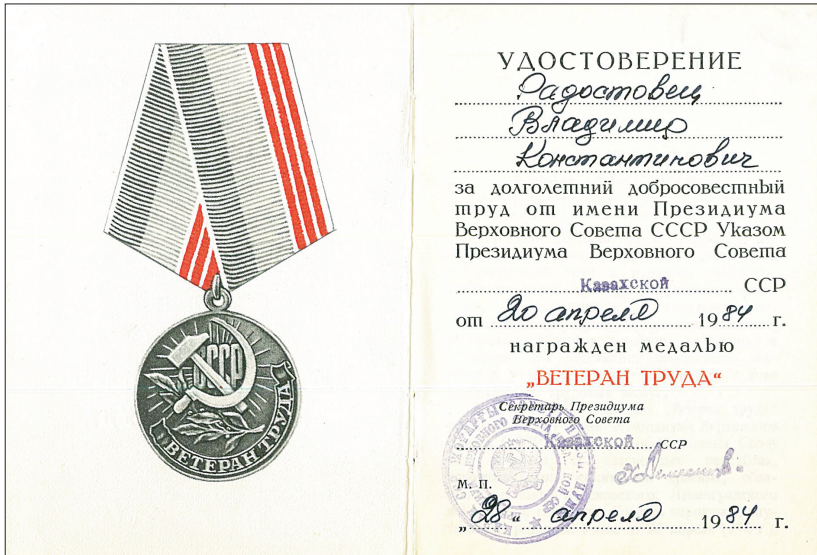 СССР
ВЕТЕРАН ТРУДА
УДОСТОВЕРЕНИЕ
Радостовец
Владимир
Константинович
за долголетний добросовестный
труд от имени Президиума
Верховного Совета СССР Указом
Президиума Верховного Совета
Казахской ССР
от 20 апреля 1984 г.
награжден медалью
„ВЕТЕРАН ТРУДА“
Секретарь Президиума
Верховного Совета
Казахской ССР
М. П.
„28“ апреля 1984 г.